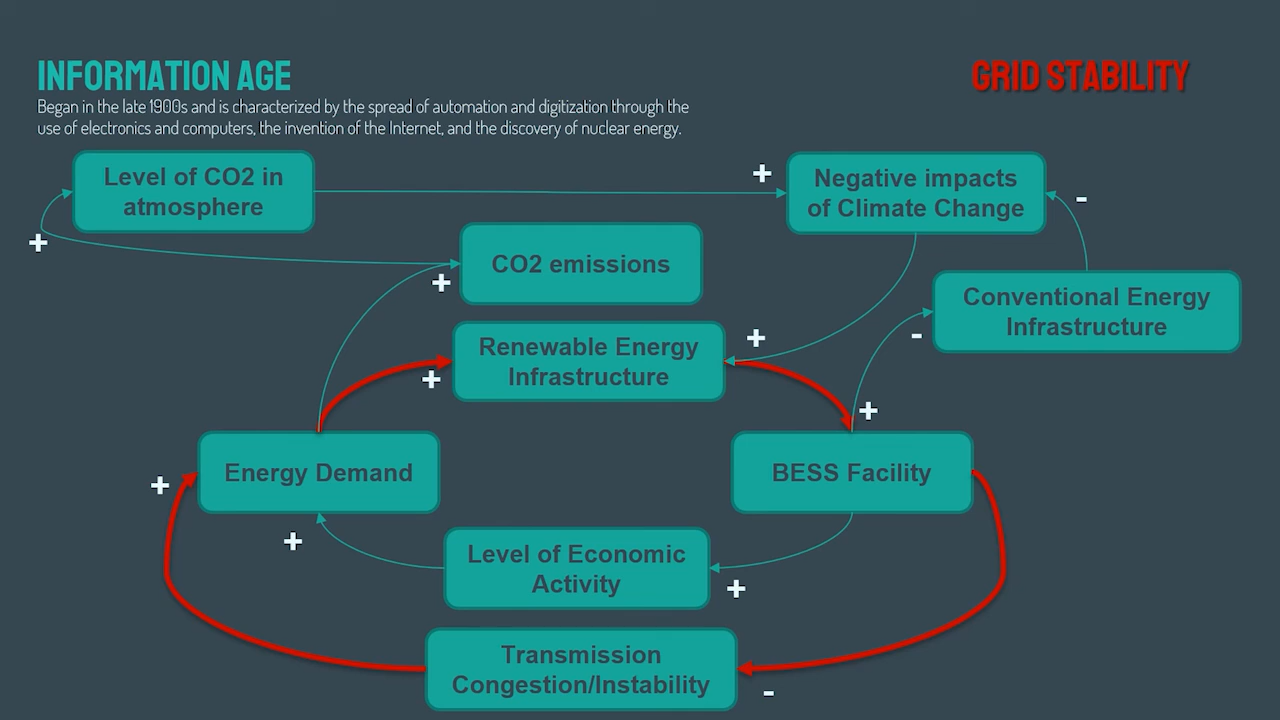 INFORMATION AGE
GRID STABILITY
Began in the late 1900s and is characterized by the spread of automation and digitization through the
use of electronics and computers, the invention of the Internet, and the discovery of nuclear energy.
Level of CO2 in
atmosphere
+
Negative impacts
of Climate Change
-
+
CO2 emissions
+
Conventional Energy
Infrastructure
-
Renewable Energy
Infrastructure
+
+
+
Energy Demand
BESS Facility
+
+
Level of Economic
Activity
+
Transmission
Congestion/Instability
-